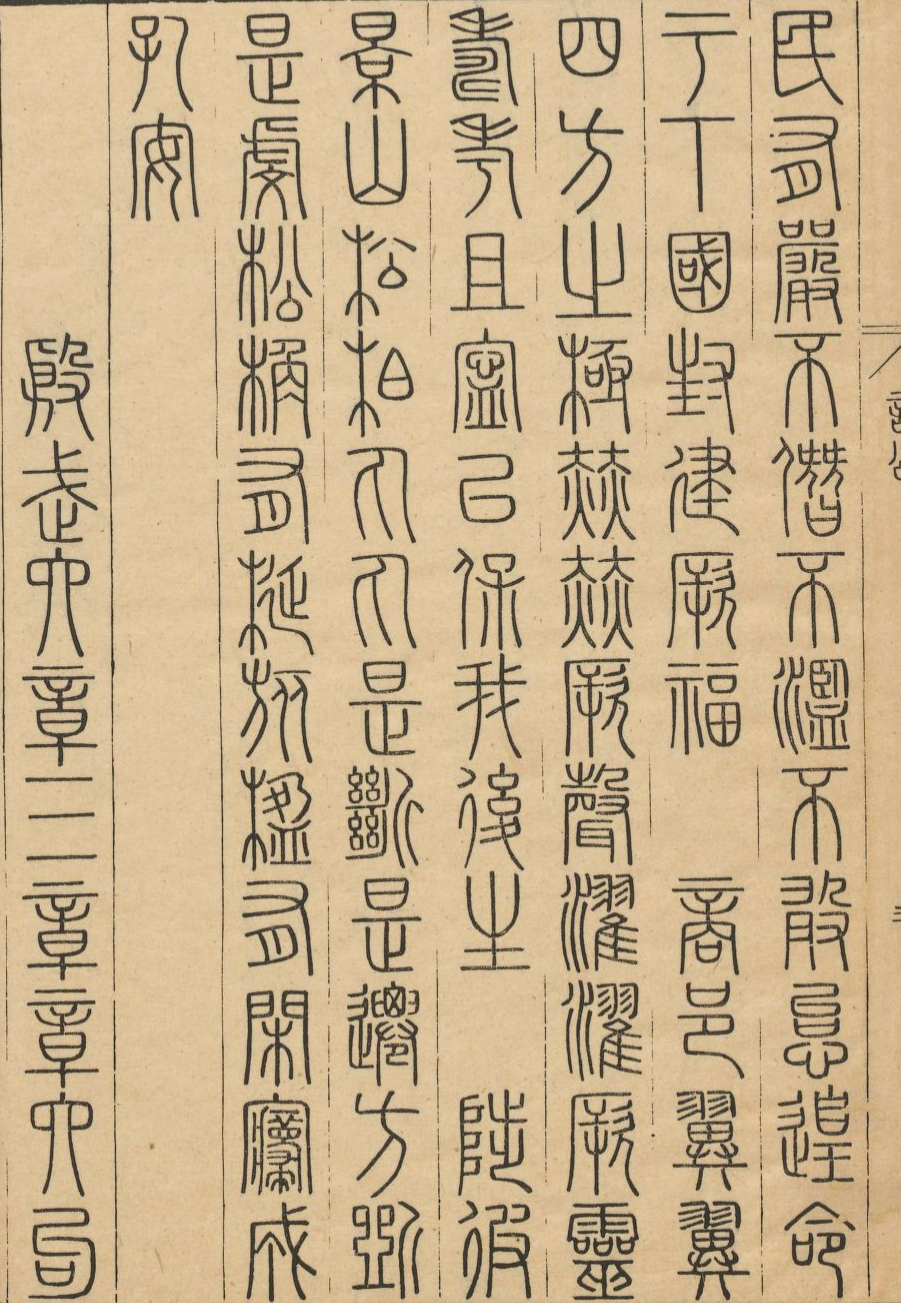 民有嚴不僭不濫不敢怠遑命
于下國封建厥福　商邑翼翼
四方之極赫赫厥聲濯濯厥靈
壽考且寧已保我後生　陟彼
景山松柏丸丸是斷是遷方斲
是虔松桷有梴旅楹有閑寢成
孔安
殷武六章三章章六句